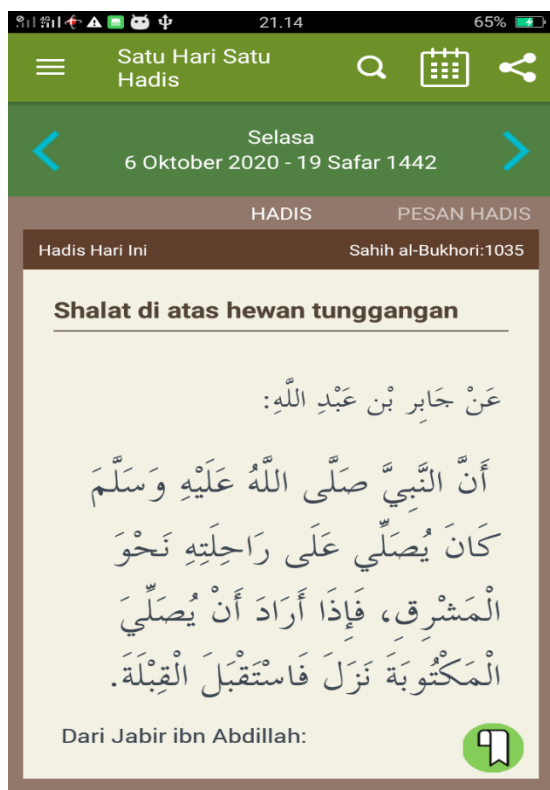 21.14
65%
Satu Hari Satu
Hadis
Selasa
6 Oktober 2020 - 19 Safar 1442
HADIS
PESAN HADIS
Hadis Hari Ini
Sahih al-Bukhori:1035
Shalat di atas hewan tunggangan
عَنْ جَابِر بْن عَبْدِ اللَّهِ:
أَنَّ النَّبِيَّ صَلَّى اللَّهُ عَلَيْهِ وَسَلَّمَ
كَانَ يُصَلِّي عَلَى رَاحِلَتِهِ نَحْوَ
الْمَشْرِقِ، فَإِذَا أَرَادَ أَنْ يُصَلِّيَ
الْمَكْتُوبَةَ نَزَلَ فَاسْتَقْبَلَ الْقِبْلَةَ.
Dari Jabir ibn Abdillah: